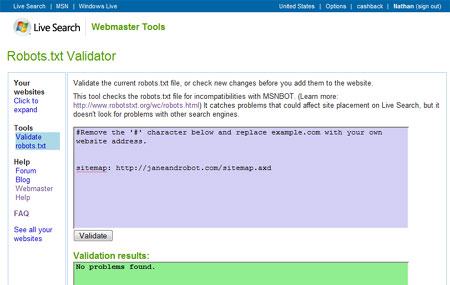 Live Search | MSN | Windows Live
United States | Options | cashback | Nathan (sign out)
Live Search Webmaster Tools
Robots.txt Validator
Your websites
Click to expand
Tools
Validate robots.txt
Help
Forum
Blog
Webmaster Help
FAQ
See all your websites
Validate the current robots.txt file, or check new changes before you add them to the website.
This tool checks the robots.txt file for incompatibilities with MSNBOT. (Learn more:
http://www.robotstxt.org/wc/robots.html) It catches problems that could affect site placement on Live Search, but it
doesn't look for problems with other search engines.
#Remove the '#' character below and replace example.com with your own
website address.
sitemap: http://janeandrobot.com/sitemap.axd
Validate
Validation results:
No problems found.